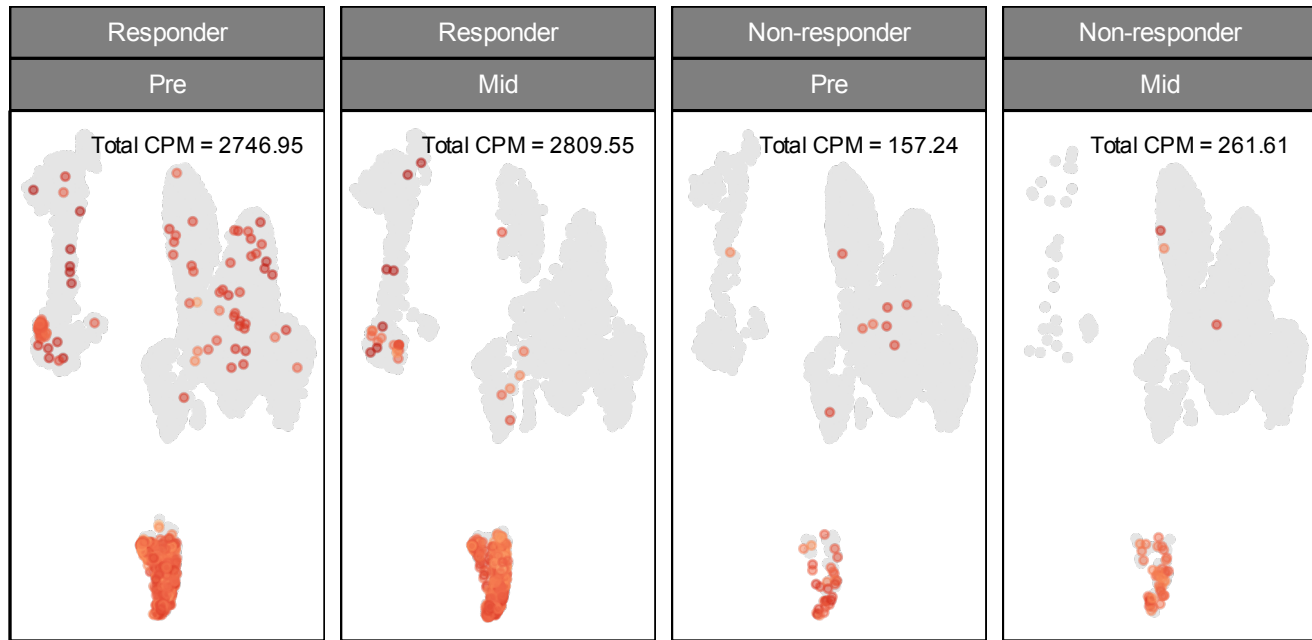 Responder
Pre
Total CPM = 2746.95
Responder
Mid
Total CPM = 2809.55
Non-responder
Pre
Total CPM = 157.24
Non-responder
Mid
Total CPM = 261.61